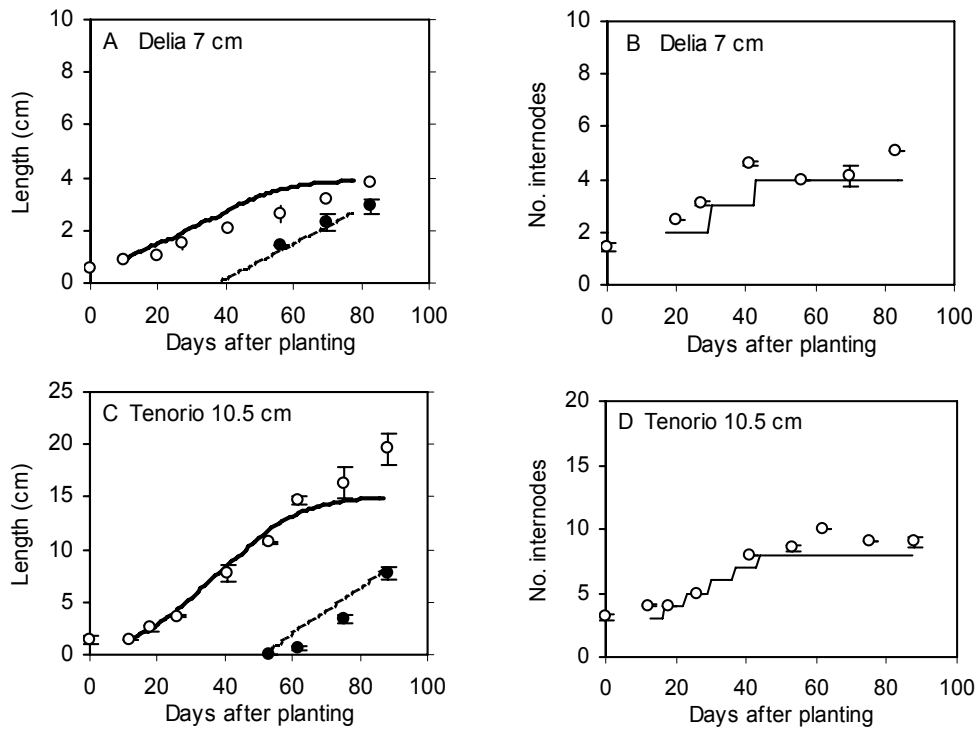 A Delia 7 cm
Length (cm)
10
8
6
4
2
0
0 20 40 60 80 100
Days after planting
B Delia 7 cm
No. internodes
10
8
6
4
2
0
0 20 40 60 80 100
Days after planting
C Tenorio 10.5 cm
Length (cm)
25
20
15
10
5
0
0 20 40 60 80 100
Days after planting
D Tenorio 10.5 cm
No. internodes
20
15
10
5
0
0 20 40 60 80 100
Days after planting